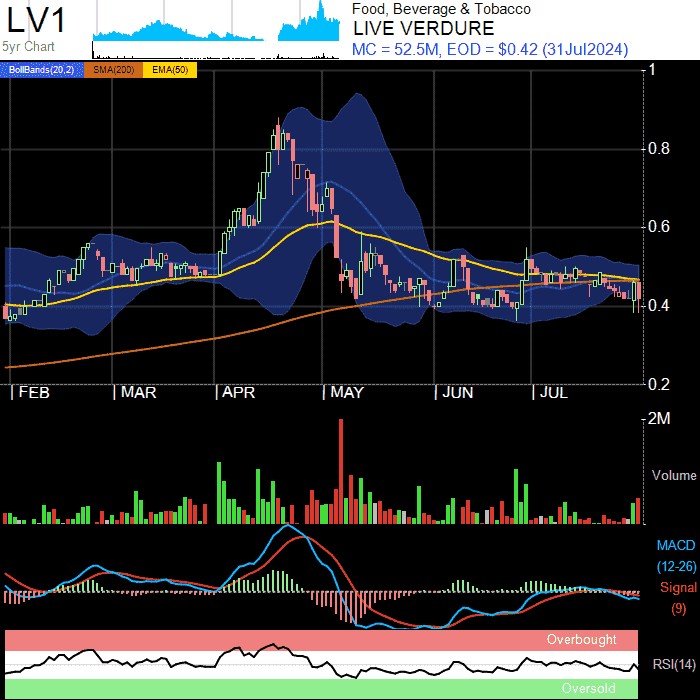 LV1
5yr Chart
Food, Beverage & Tobacco
LIVE VERDURE
MC = 52.5M, EOD = $0.42 (31Jul2024)
BollBands(20,2) SMA(200) EMA(50)
1
0.8
0.6
0.4
0.2
| FEB | MAR | APR | MAY | JUN | JUL
2M
Volume
MACD
(12-26)
Signal
(9)
Overbought
RSI(14)
Oversold